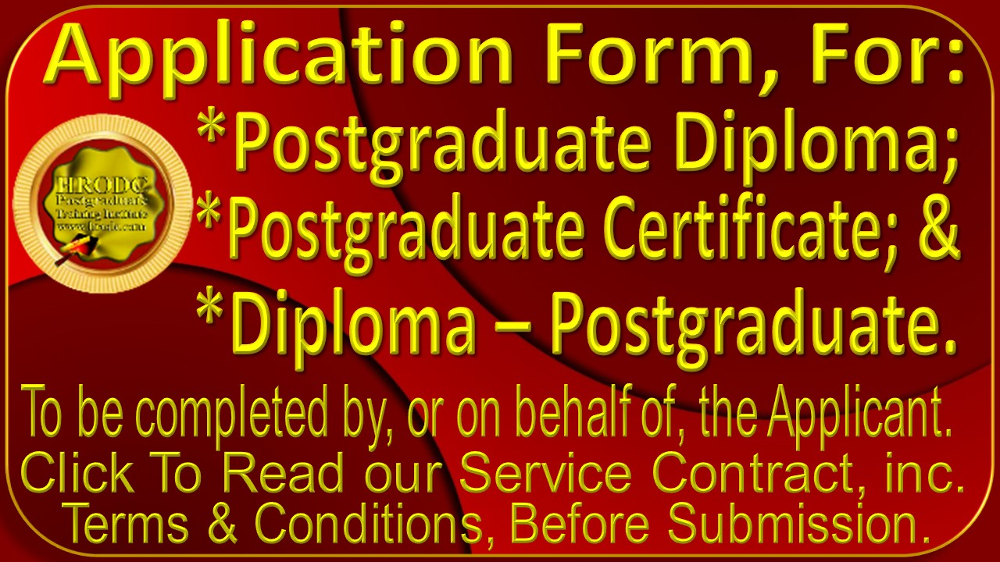 Application Form, For:
*Postgraduate Diploma;
HRODC
Postgraduate
Training Institute
www.hrodc.com
*Postgraduate Certificate; &
*Diploma – Postgraduate.
To be completed by, or on behalf of, the Applicant.
Click To Read our Service Contract, inc.
Terms & Conditions, Before Submission.